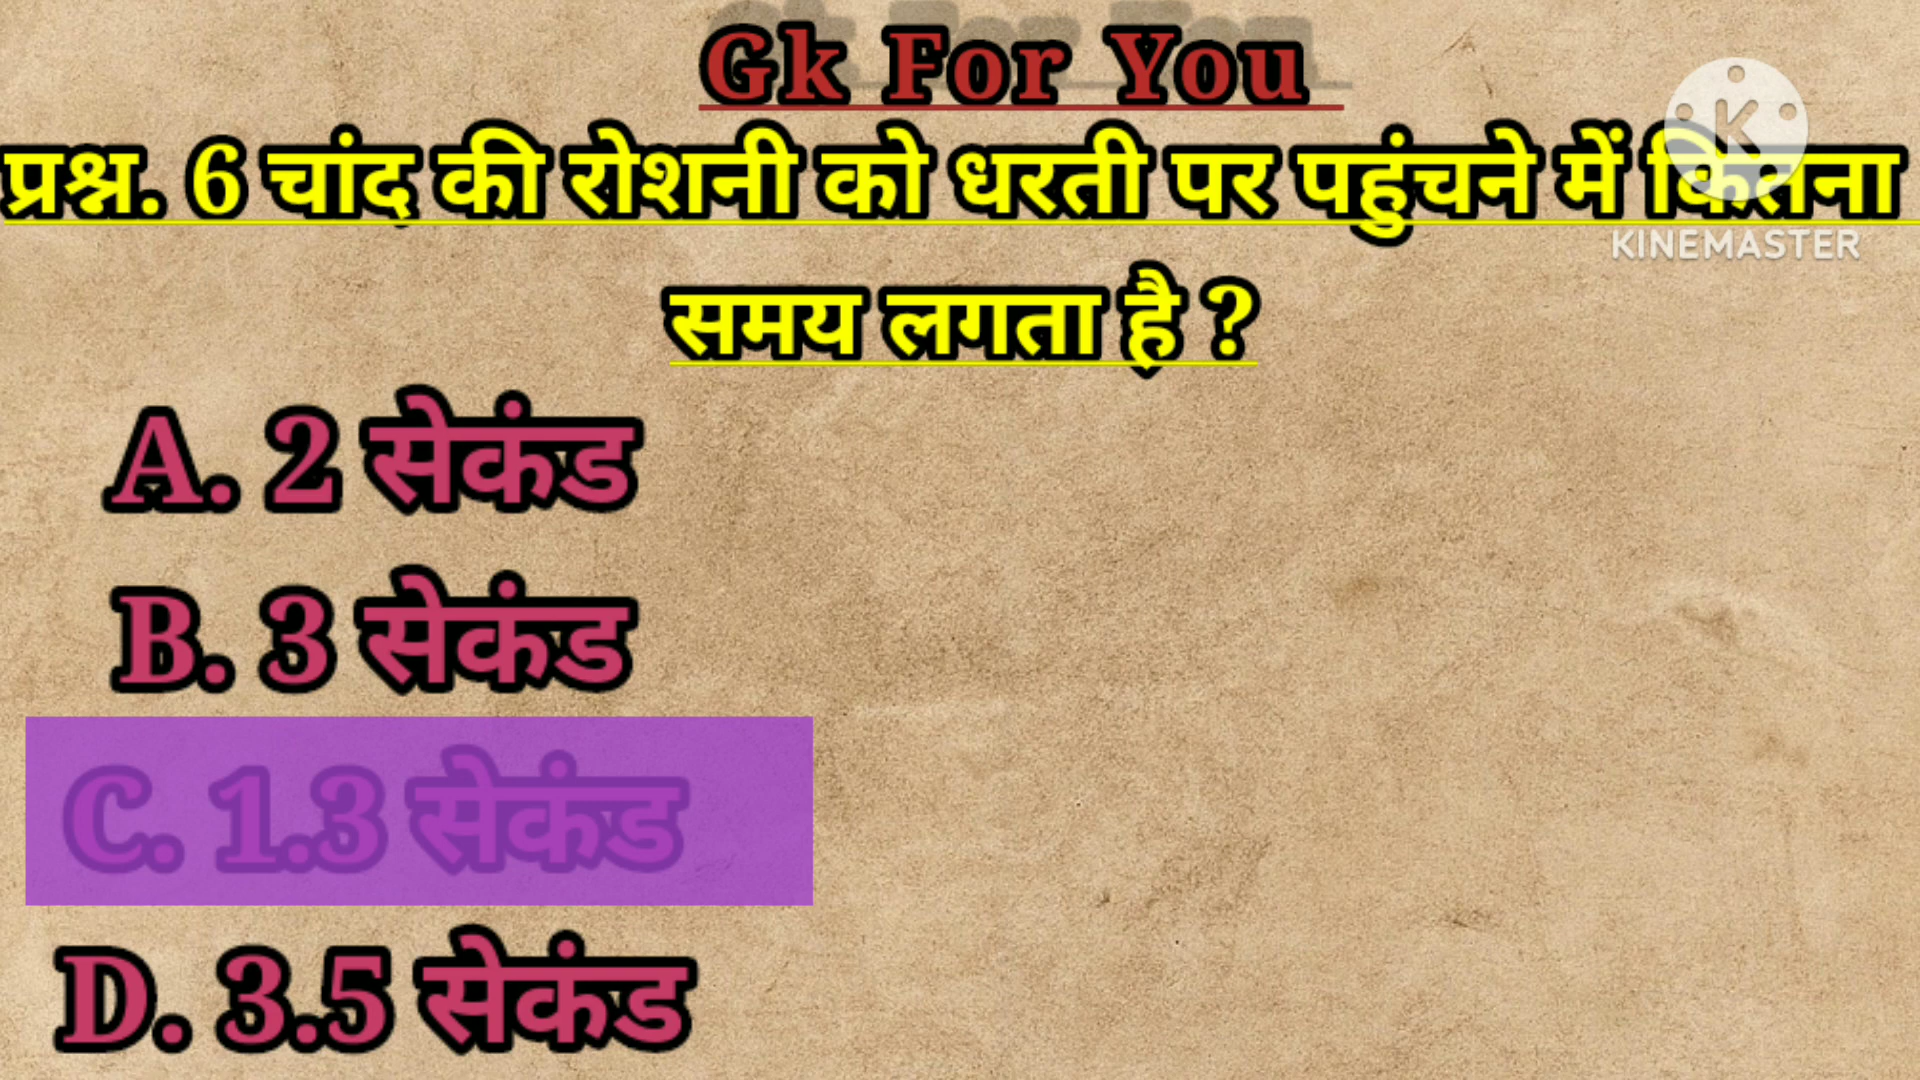 Gk For You
प्रश्न. 6 चांद की रोशनी को धरती पर पहुंचने में कितना
KINEMASTER
समय लगता है ?
A. 2 सेकंड
B. 3 सेकंड
C. 1.3 सेकंड
D. 3.5 सेकंड